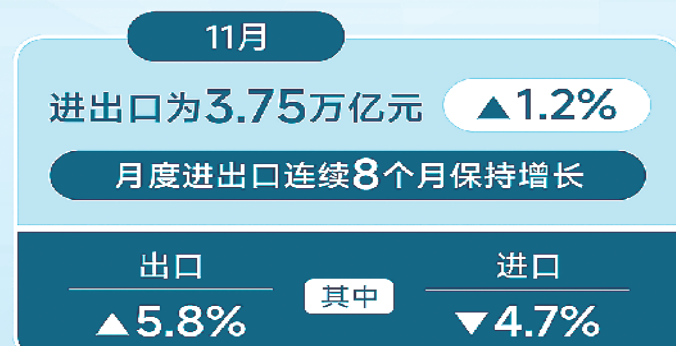 11月
进出口为3.75万亿元 ▲1.2%
月度进出口连续8个月保持增长
出口 其中 进口
▲5.8% ▼4.7%